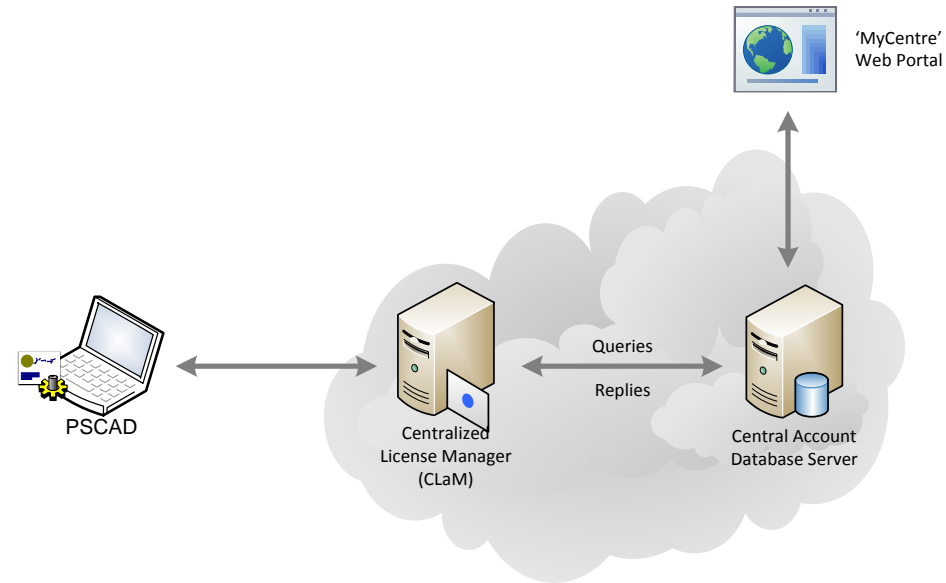 ‘MyCentre’
Web Portal
Queries
Replies
PSCAD
Centralized
License Manager
(CLaM)
Central Account
Database Server